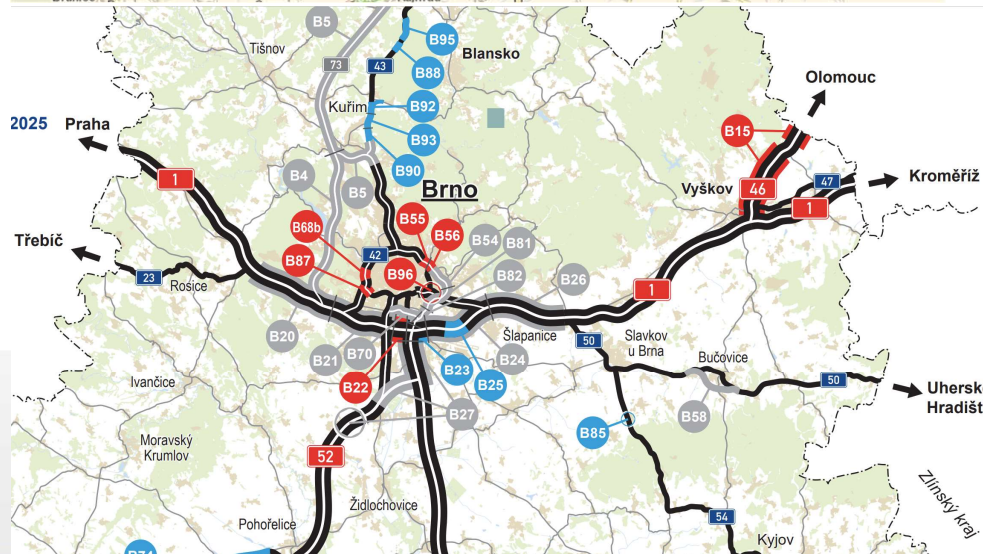 B5
B95
Tišnov
Blansko
73
43
B88
Olomouc
Kuřim
B92
2025
Praha
B93
B15
B90
1
B4
B5
Brno
Vyškov
46
47
Kroměříž
1
B55
B68b
B56
Třebíč
42
B54
B81
B87
B96
B82
B26
23
Rosice
1
B20
Šlapanice
50
Slavkov
u Brna
B21
B70
B24
Bučovice
B23
B22
B25
50
Ivančice
Uhersk
Hradišt
B27
B58
B85
Moravský
Krumlov
52
Zlínský kraj
Židlochovice
54
Pohořelice
Kyjov